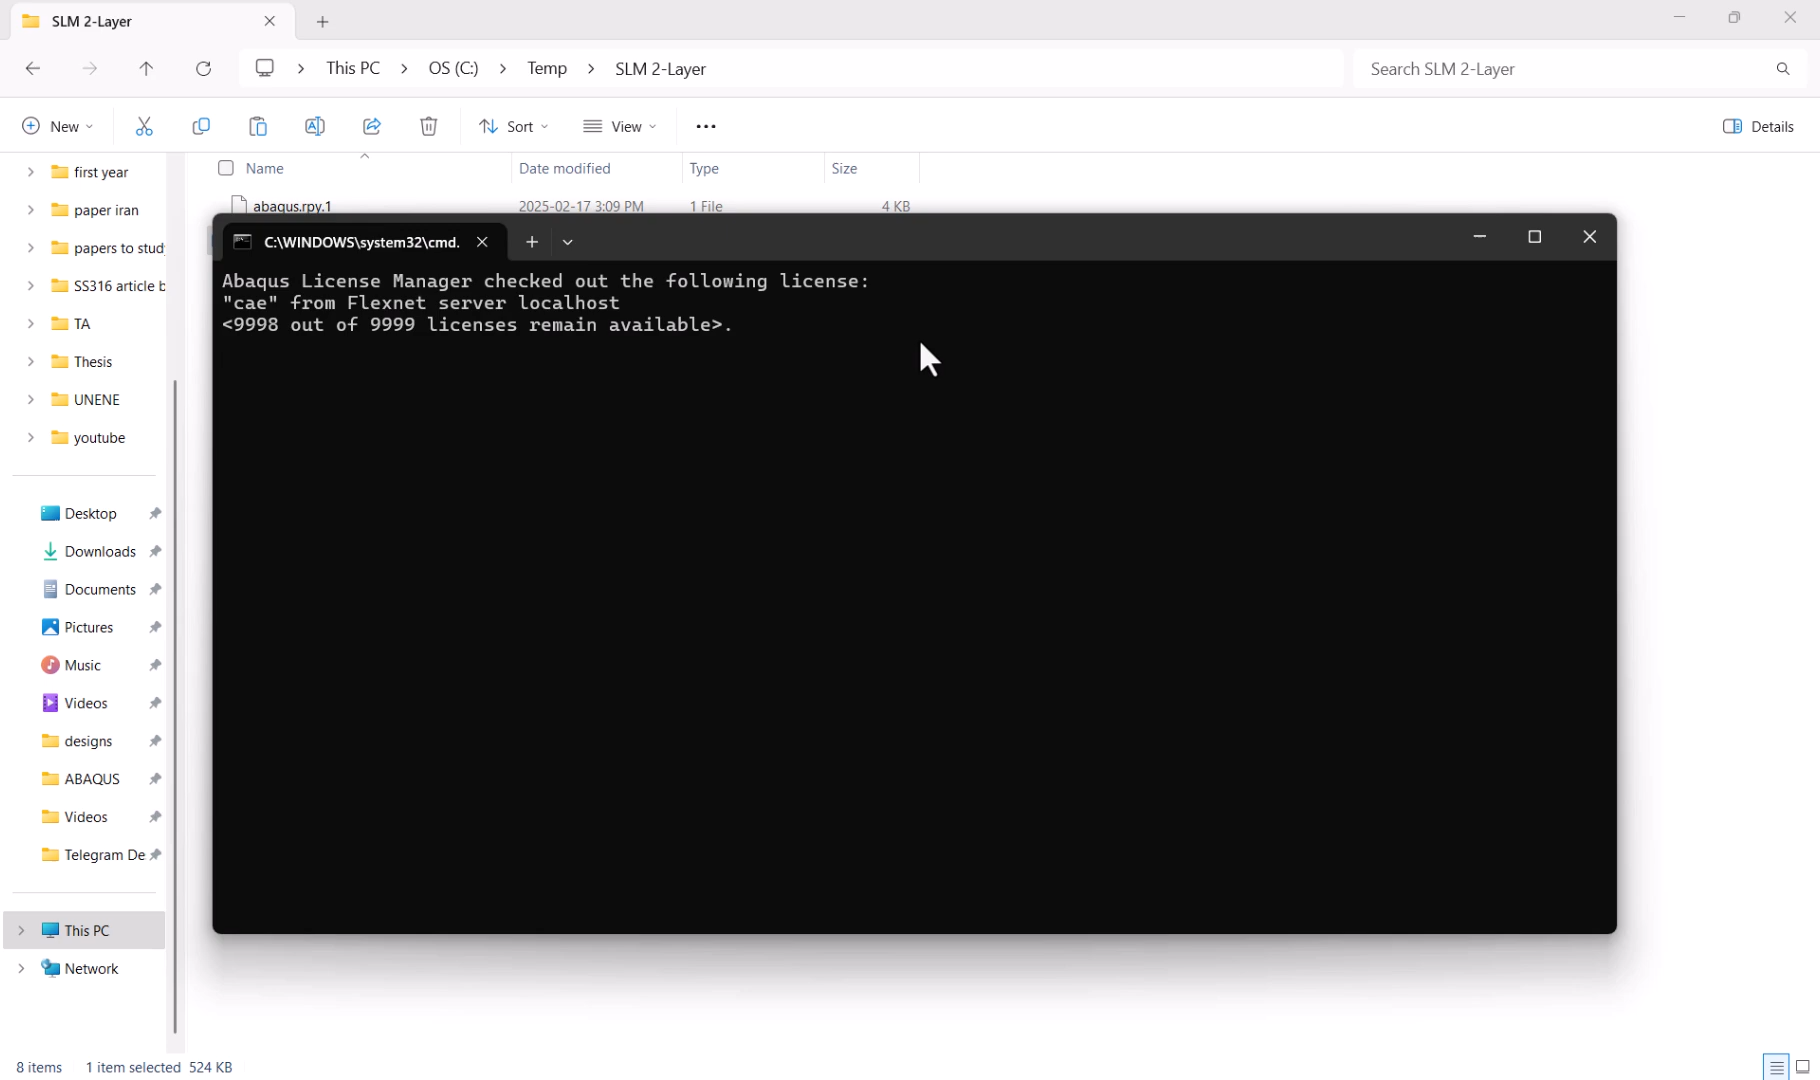 SLM 2-Layer
This PC > OS (C:) > Temp > SLM 2-Layer
Search SLM 2-Layer
New
Sort
View
Details
Name
Date modified
Type
Size
abaqus.rpy.1
2025-02-17 3:09 PM
1 File
4 KB
first year
paper iran
papers to stud
SS316 article b
TA
Thesis
UNENE
youtube
Desktop
Downloads
Documents
Pictures
Music
Videos
designs
ABAQUS
Videos
Telegram De
This PC
Network
C:\WINDOWS\system32\cmd.
Abaqus License Manager checked out the following license:
"cae" from Flexnet server localhost
<9998 out of 9999 licenses remain available>.
8 items
1 item selected 524 KB